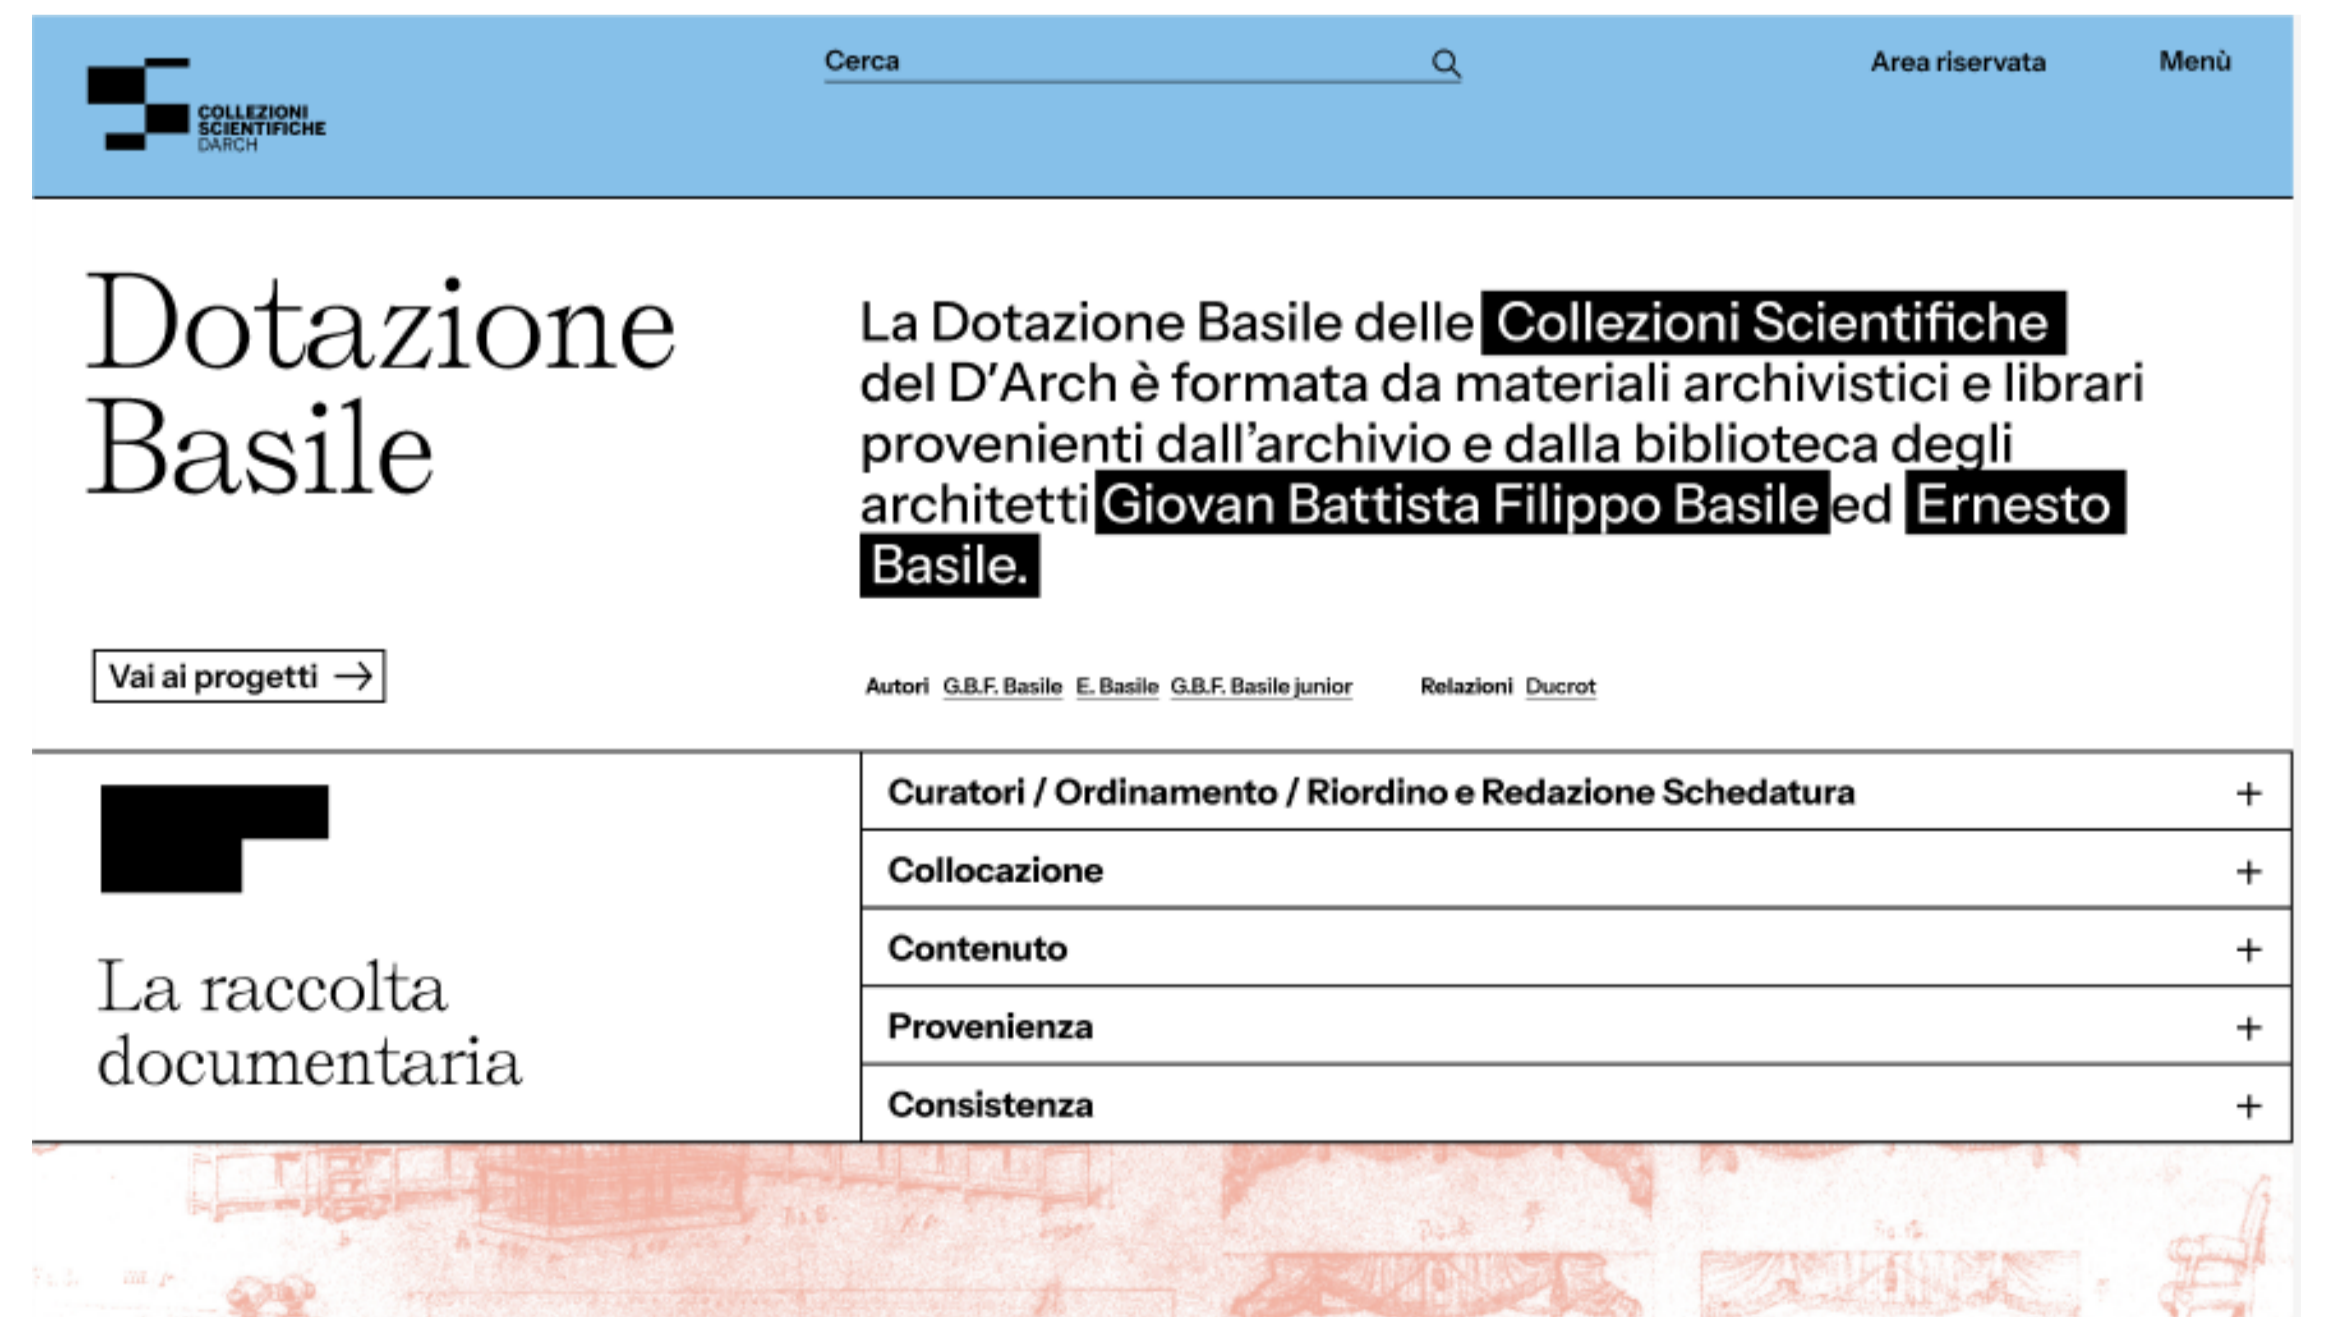 Cerca
Area riservata
Menù
COLLEZIONI
SCIENTIFICHE
DARCH
Dotazione
Basile
La Dotazione Basile delle Collezioni Scientifiche
del D’Arch è formata da materiali archivistici e librari
provenienti dall’archivio e dalla biblioteca degli
architetti Giovan Battista Filippo Basile ed Ernesto
Basile.
Vai ai progetti
Autori G.B.F. Basile E. Basile G.B.F. Basile junior Relazioni Ducrot
La raccolta
documentaria
Curatori / Ordinamento / Riordino e Redazione Schedatura
Collocazione
Contenuto
Provenienza
Consistenza